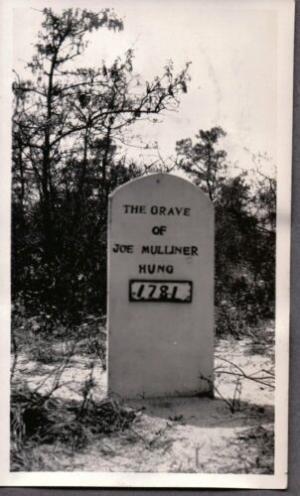 THE GRAVE
OF
JOE MULLINER
HUNG
1781